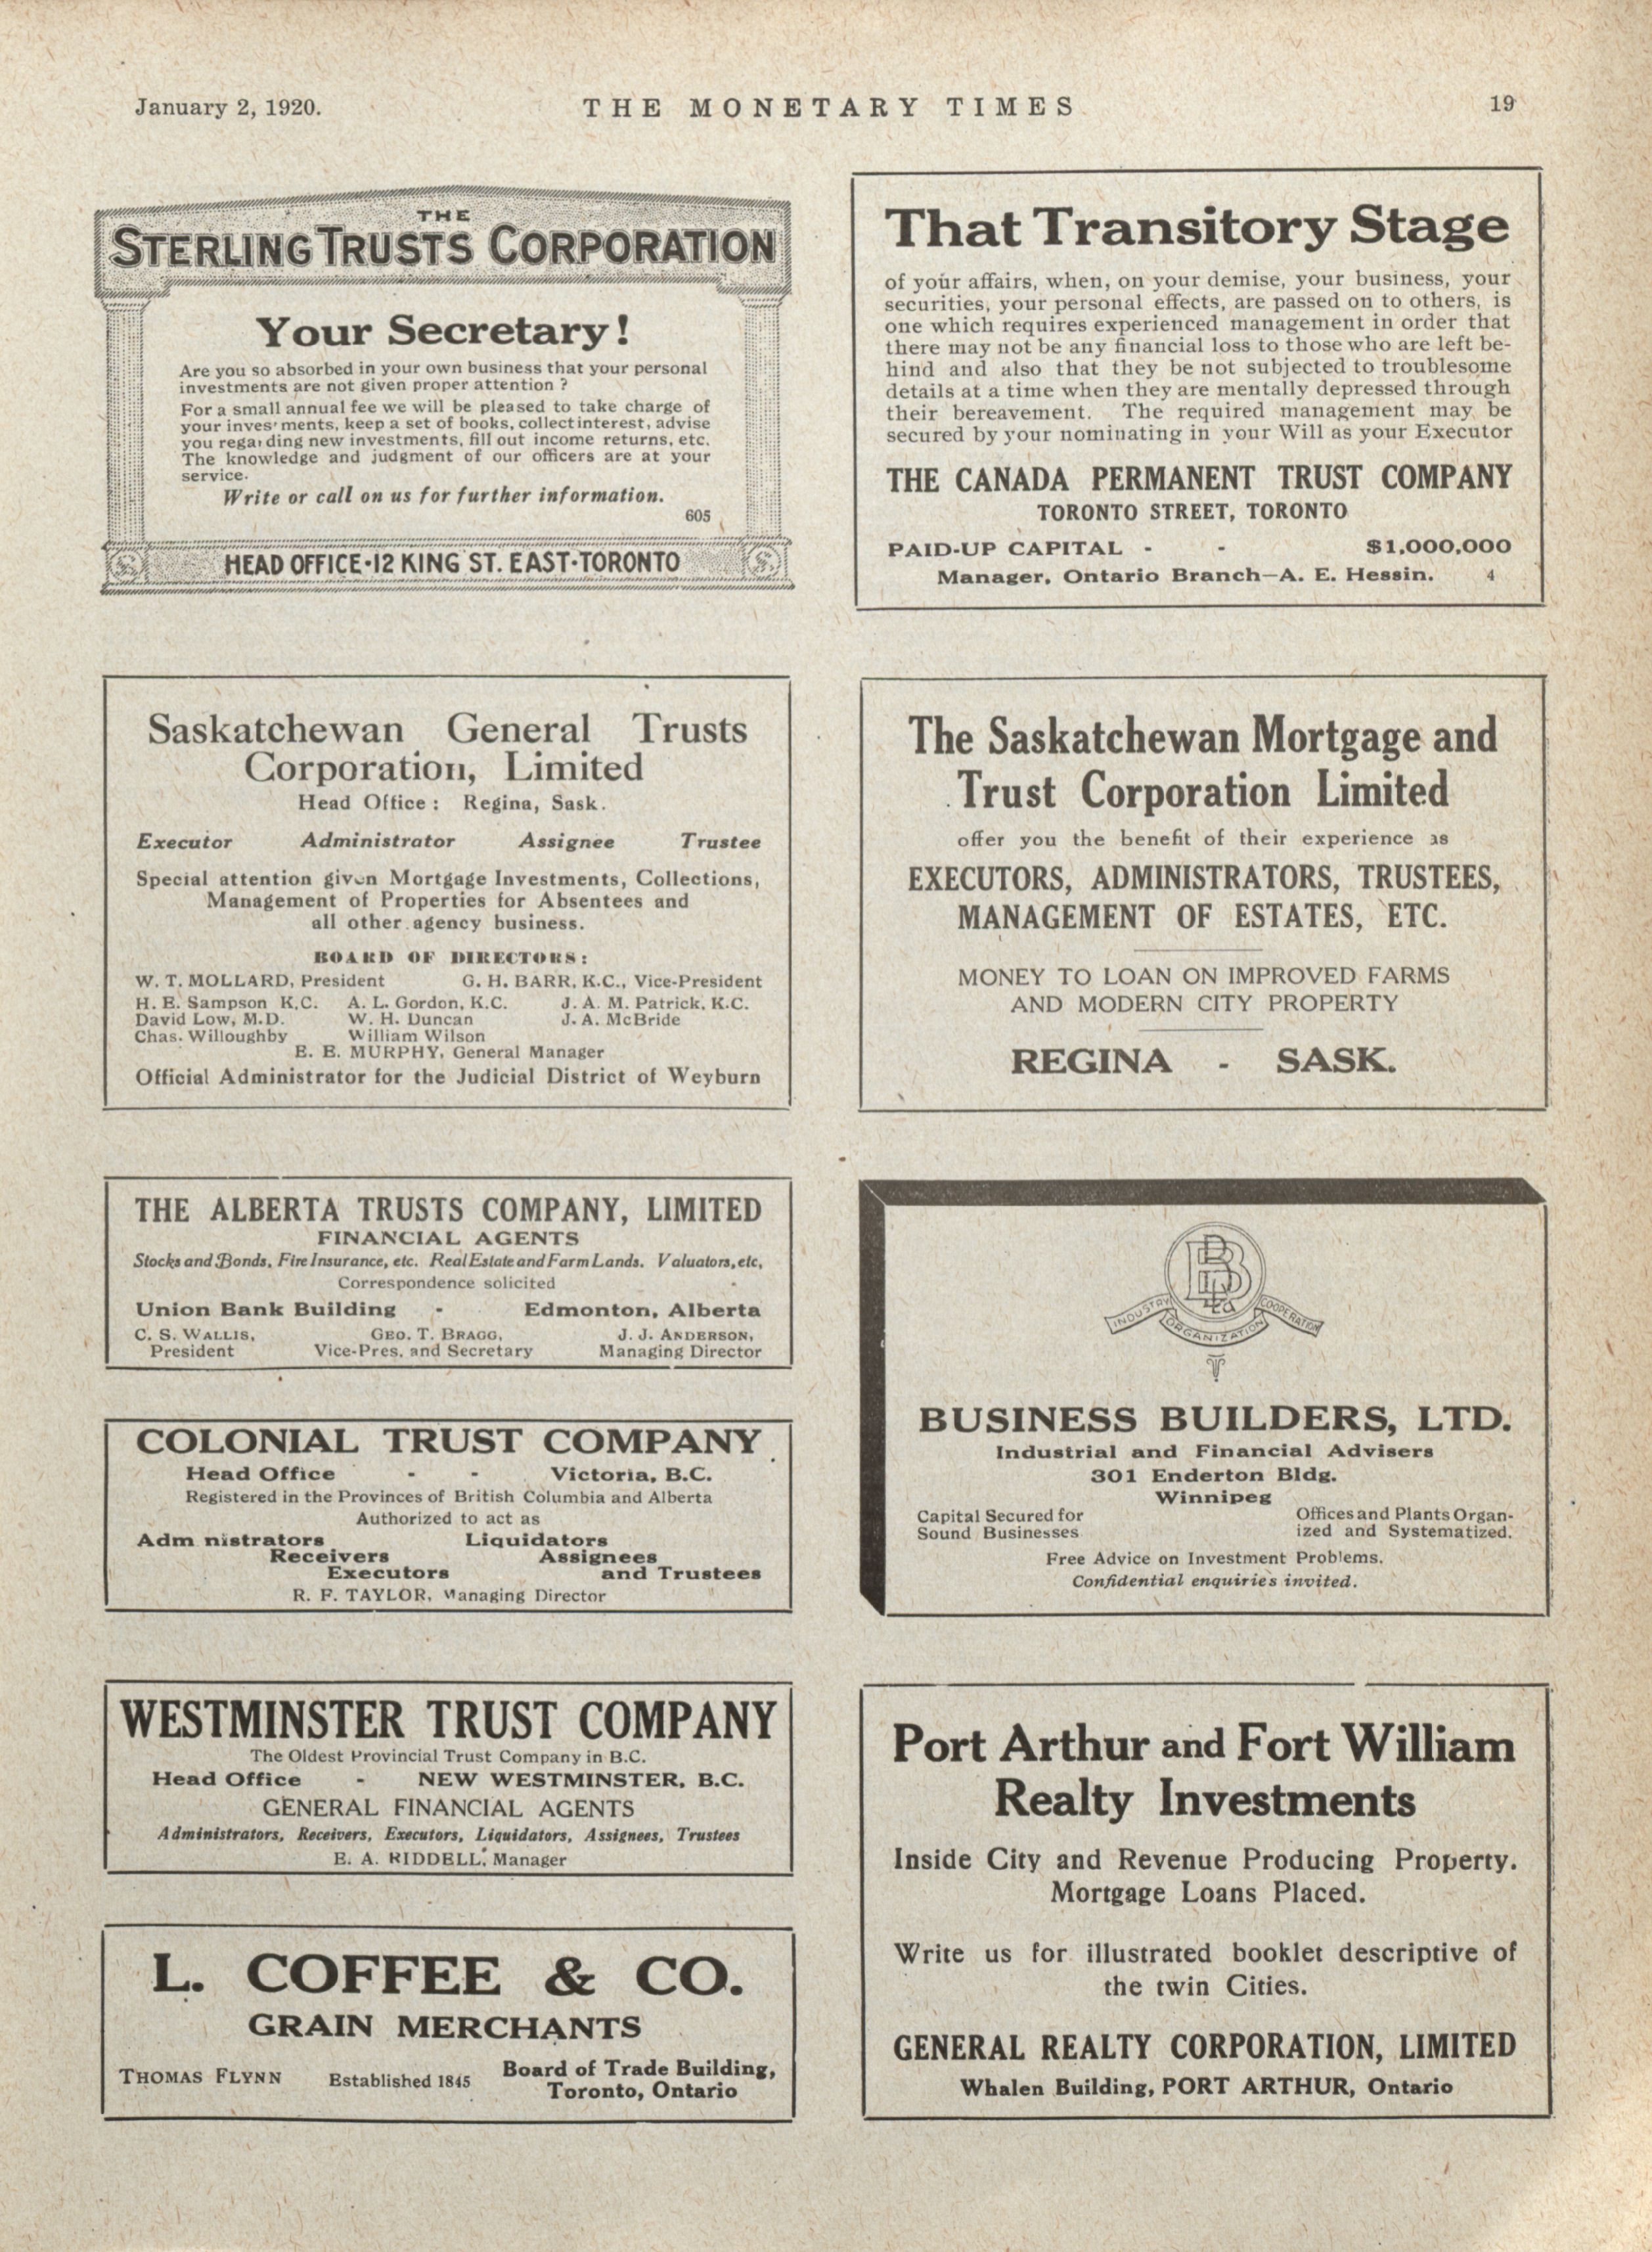 January 2, 1920.
THE MONETARY TIMES
19
THE
STERLING TRUSTS CORPORATION
Your Secretary!
Are you so absorbed in your own business that your personal
investments are not given proper attention ?
For a small annual fee we will be pleased to take charge of
your inves'ments, keep a set of books, collect interest, advise
you regarding new investments, fill out income returns, etc.
The knowledge and judgment of our officers are at your
service.
Write or call on us for further information.
605
HEAD OFFICE-12 KING ST. EAST-TORONTO
That Transitory Stage
of your affairs, when, on your demise, your business, your
securities, your personal effects, are passed on to others, is
one which requires experienced management in order that
there may not be any financial loss to those who are left be-
hind and also that they be not subjected to troublesome
details at a time when they are mentally depressed through
their bereavement. The required management may be
secured by your nominating in your Will as your Executor
THE CANADA PERMANENT TRUST COMPANY
TORONTO STREET, TORONTO
PAID-UP CAPITAL - - $1,000,000
Manager, Ontario Branch—A. E. Hessin. 4
Saskatchewan General Trusts
Corporation, Limited
Head Office : Regina, Sask.
Executor Administrator Assignee Trustee
Special attention given Mortgage Investments, Collections,
Management of Properties for Absentees and
all other agency business.
BOARD OF DIRECTORS:
W. T. MOLLARD, President G. H. BARR, K.C., Vice-President
H. E. Sampson K.C. A. L. Gordon, K.C. J. A. M. Patrick, K.C.
David Low, M.D. W. H. Duncan J. A. McBride
Chas. Willoughby William Wilson
E. E. MURPHY, General Manager
Official Administrator for the Judicial District of Weyburn
The Saskatchewan Mortgage and
Trust Corporation Limited
offer you the benefit of their experience as
EXECUTORS, ADMINISTRATORS, TRUSTEES,
MANAGEMENT OF ESTATES, ETC.
MONEY TO LOAN ON IMPROVED FARMS
AND MODERN CITY PROPERTY
REGINA - SASK.
THE ALBERTA TRUSTS COMPANY, LIMITED
FINANCIAL AGENTS
Stocks and Bonds, Fire Insurance, etc. Real Estate and Farm Lands. Valuators, etc,
Correspondence solicited
Union Bank Building - Edmonton, Alberta
C. S. WALLIS, GEO. T. BRAGG, J. J. ANDERSON,
President Vice-Pres. and Secretary Managing Director
COLONIAL TRUST COMPANY
Head Office - - Victoria, B.C.
Registered in the Provinces of British Columbia and Alberta
Authorized to act as
Adm nistrators Liquidators
Receivers Assignees
Executors and Trustees
R. F. TAYLOR, Managing Director
BB Ltd
INDUSTRY ORGANIZATION COOPERATION
BUSINESS BUILDERS, LTD.
Industrial and Financial Advisers
301 Enderton Bldg.
Winnipeg
Capital Secured for Offices and Plants Organ-
Sound Businesses ized and Systematized.
Free Advice on Investment Problems.
Confidential enquiries invited.
WESTMINSTER TRUST COMPANY
The Oldest Provincial Trust Company in B.C.
Head Office - NEW WESTMINSTER, B.C.
GENERAL FINANCIAL AGENTS
Administrators, Receivers, Executors, Liquidators, Assignees, Trustees
E. A. RIDDELL, Manager
L. COFFEE & CO.
GRAIN MERCHANTS
THOMAS FLYNN Established 1845 Board of Trade Building,
Toronto, Ontario
Port Arthur and Fort William
Realty Investments
Inside City and Revenue Producing Property.
Mortgage Loans Placed.
Write us for illustrated booklet descriptive of
the twin Cities.
GENERAL REALTY CORPORATION, LIMITED
Whalen Building, PORT ARTHUR, Ontario